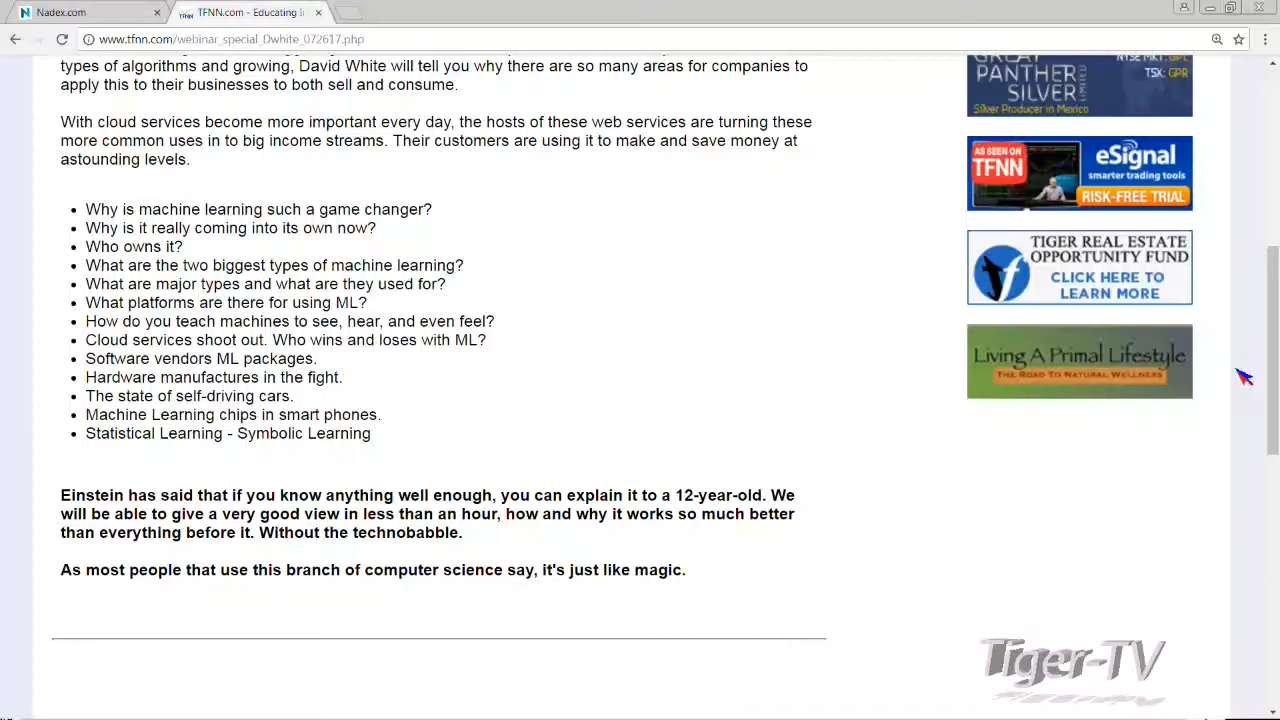 Nadex.com
TFNN.com - Educating I
www.tfnn.com/webinar_special_Dwhite_072617.php
types of algorithms and growing, David White will tell you why there are so many areas for companies to
apply this to their businesses to both sell and consume.
With cloud services become more important every day, the hosts of these web services are turning these
more common uses in to big income streams. Their customers are using it to make and save money at
astounding levels.
Why is machine learning such a game changer?
Why is it really coming into its own now?
Who owns it?
What are the two biggest types of machine learning?
What are major types and what are they used for?
What platforms are there for using ML?
How do you teach machines to see, hear, and even feel?
Cloud services shoot out. Who wins and loses with ML?
Software vendors ML packages.
Hardware manufactures in the fight.
The state of self-driving cars.
Machine Learning chips in smart phones.
Statistical Learning - Symbolic Learning
Einstein has said that if you know anything well enough, you can explain it to a 12-year-old. We
will be able to give a very good view in less than an hour, how and why it works so much better
than everything before it. Without the technobabble.
As most people that use this branch of computer science say, it's just like magic.
GREAT
PANTHER
SILVER
LIMITED
Silver Producer in Mexico
NYSE MKT: GPL
TSX: GPR
AS SEEN ON
TFNN
eSignal
smarter trading tools
RISK-FREE TRIAL
TIGER REAL ESTATE
OPPORTUNITY FUND
CLICK HERE TO
LEARN MORE
Living A Primal Lifestyle
THE ROAD TO NATURAL WELLNESS
Tiger-TV